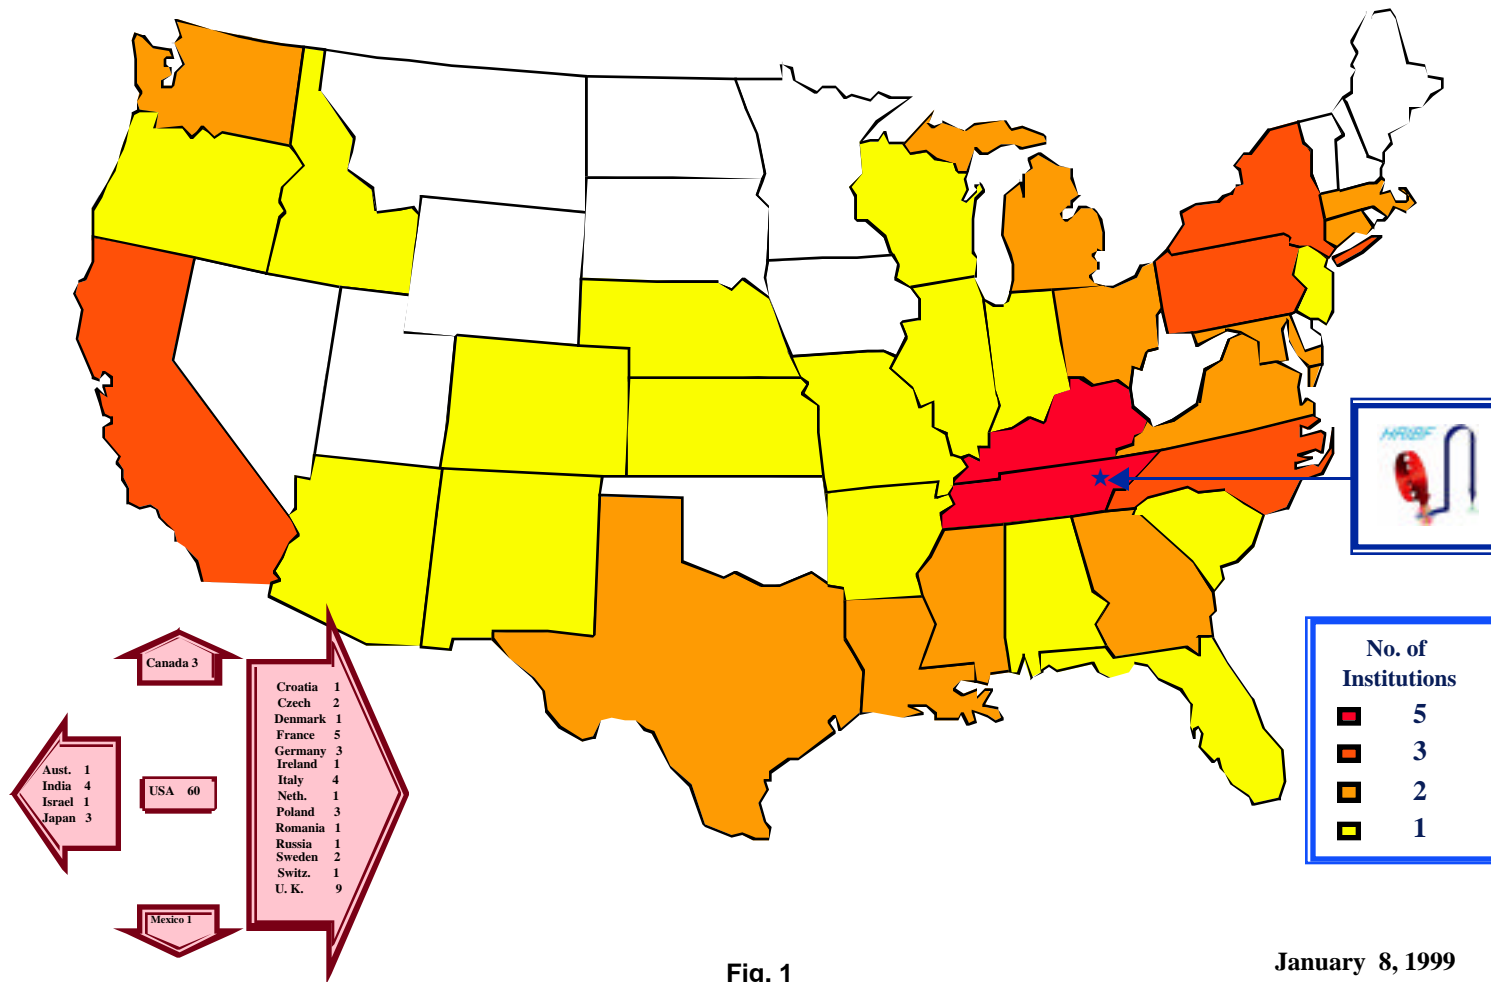 HRIBF
No. of
Institutions
5
3
2
1
Canada 3
Aust. 1
India 4
Israel 1
Japan 3
USA 60
Croatia 1
Czech 2
Denmark 1
France 5
Germany 3
Ireland 1
Italy 4
Neth. 1
Poland 3
Romania 1
Russia 1
Sweden 2
Switz. 1
U. K. 9
Mexico 1
Fig. 1
January 8, 1999